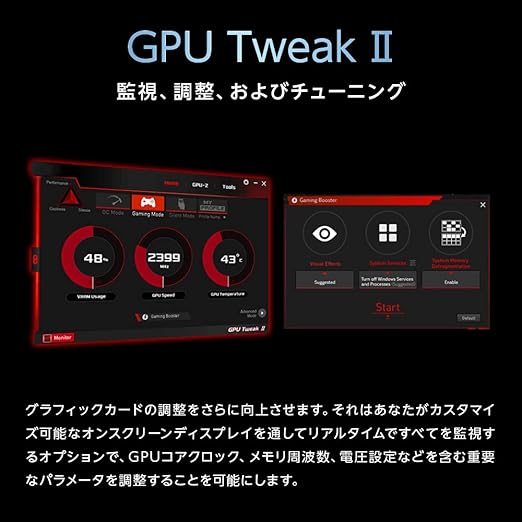 GPU Tweak II
監視、調整、およびチューニング
Performance
Home GPU-Z Tools
OC Mode Gaming Mode Silent Mode MY PROFILE
48%
2399 MHz
43°c
VRAM Usage GPU Speed GPU Temperature
Gaming Booster
Advanced Mode
Monitor
GPU Tweak II
Gaming Booster
Visual Effects
System Services
System Memory Defragmentation
Suggested
Turn off Windows Services
and Processes (Suggested)
Enable
Start
Default
グラフィックカードの調整をさらに向上させます。それはあなたがカスタマイ
ズ可能なオンスクリーンディスプレイを通してリアルタイムですべてを監視す
るオプションで、GPUコアクロック、メモリ周波数、電圧設定などを含む重要
なパラメータを調整することを可能にします。